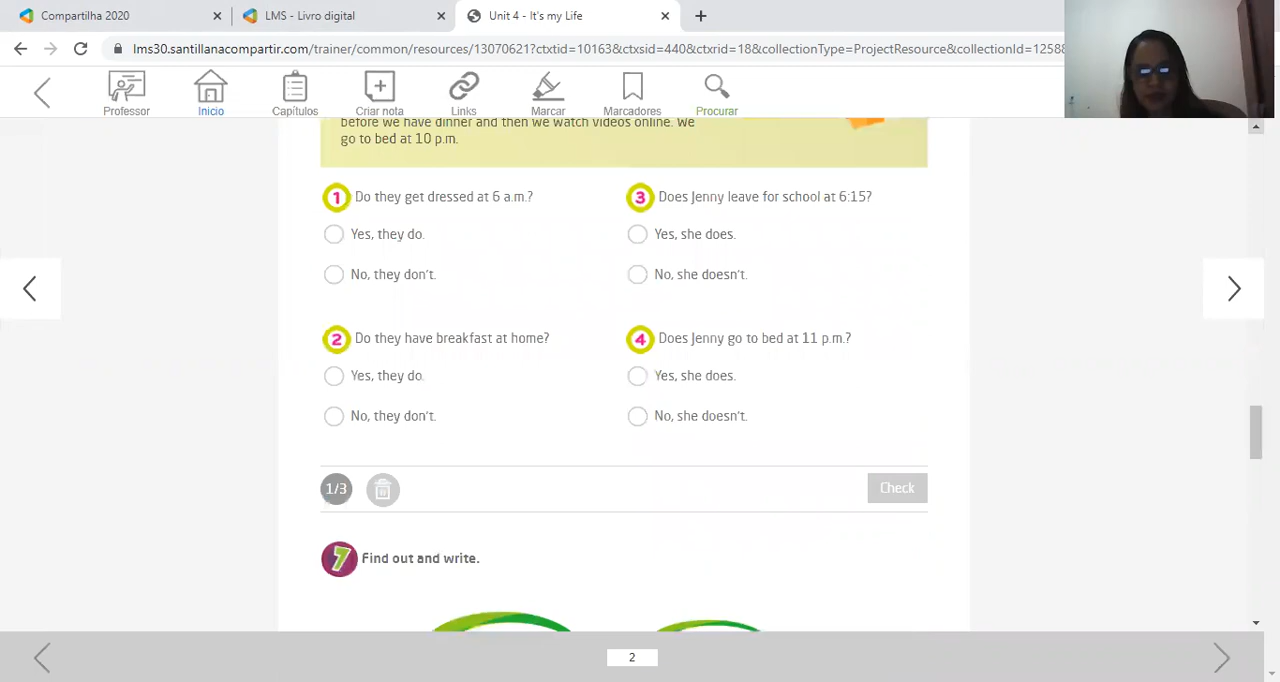 Compartilha 2020
LMS - Livro digital
Unit 4 - It's my Life
lms30.santillanacompartir.com/trainer/common/resources/13070621?ctxtid=10163&ctxsid=440&ctxrid=18&collectionType=ProjectResource&collectionId=12588
Professor
Inicio
Capítulos
Criar nota
Links
Marcar
Marcadores
Procurar
before we have dinner and then we watch videos online. We
go to bed at 10 p.m.
1 Do they get dressed at 6 a.m.?
Yes, they do.
No, they don't.
2 Do they have breakfast at home?
Yes, they do.
No, they don't.
3 Does Jenny leave for school at 6:15?
Yes, she does.
No, she doesn't.
4 Does Jenny go to bed at 11 p.m.?
Yes, she does.
No, she doesn't.
1/3
Check
7 Find out and write.
2